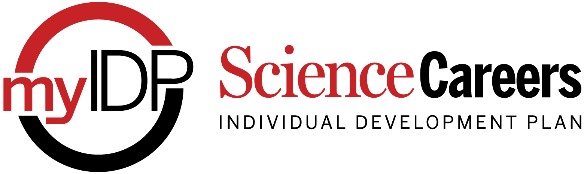 myIDP
Science Careers
INDIVIDUAL DEVELOPMENT PLAN